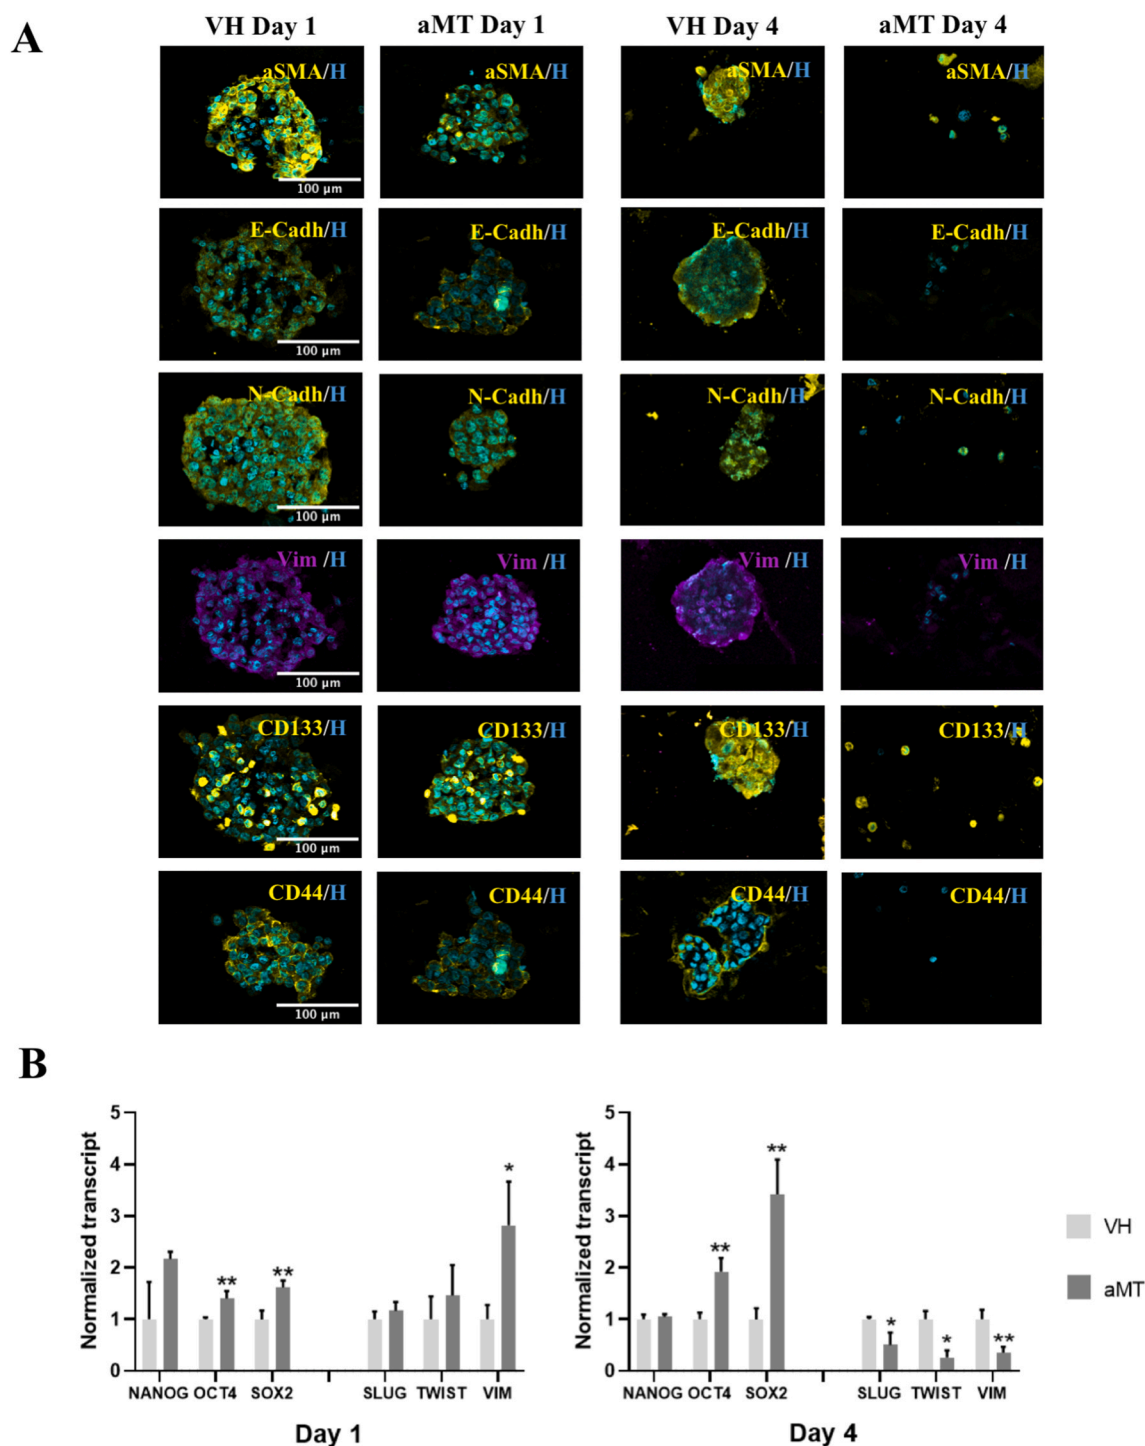 A
VH Day 1 aMT Day 1 VH Day 4 aMT Day 4
aSMA/H aSMA/H aSMA/H aSMA/H
100 µm
E-Cadh/H E-Cadh/H E-Cadh/H E-Cadh/H
100 µm
N-Cadh/H N-Cadh/H N-Cadh/H N-Cadh/H
100 µm
Vim /H Vim /H Vim /H Vim /H
100 µm
CD133/H CD133/H CD133/H CD133/H
100 µm
CD44/H CD44/H CD44/H CD44/H
100 µm
B
Normalized transcript
5
4
3
2
1
0
** ** *
NANOG OCT4 SOX2 SLUG TWIST VIM
Day 1
Normalized transcript
5
4
3
2
1
0
** ** * * **
NANOG OCT4 SOX2 SLUG TWIST VIM
Day 4
VH
aMT